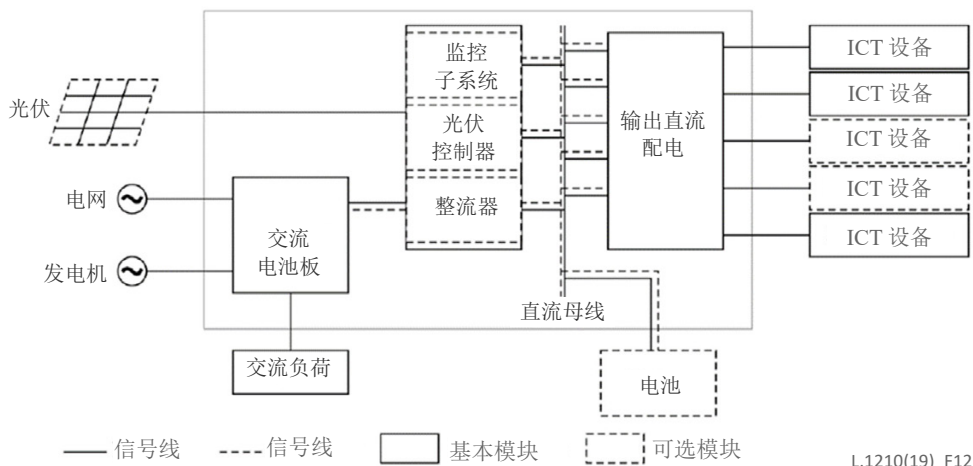 光伏
电网
发电机
交流
电池板
交流负荷
监控
子系统
光伏
控制器
整流器
直流母线
输出直流
配电
电池
ICT 设备
ICT 设备
ICT 设备
ICT 设备
ICT 设备
信号线
信号线
基本模块
可选模块
L.1210(19)_F12